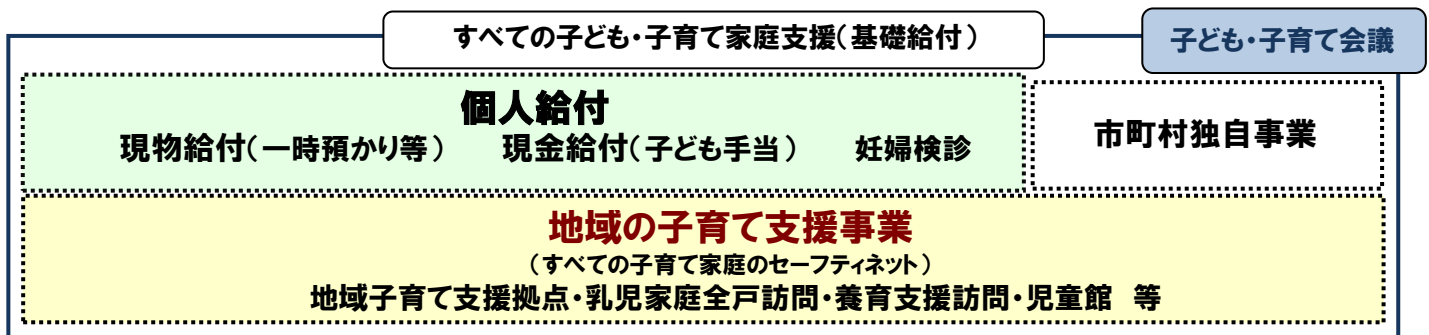 すべての子ども・子育て家庭支援(基礎給付)
子ども・子育て会議
個人給付
現物給付(一時預かり等) 現金給付(子ども手当) 妊婦検診
市町村独自事業
地域の子育て支援事業
(すべての子育て家庭のセーフティネット)
地域子育て支援拠点・乳児家庭全戸訪問・養育支援訪問・児童館 等